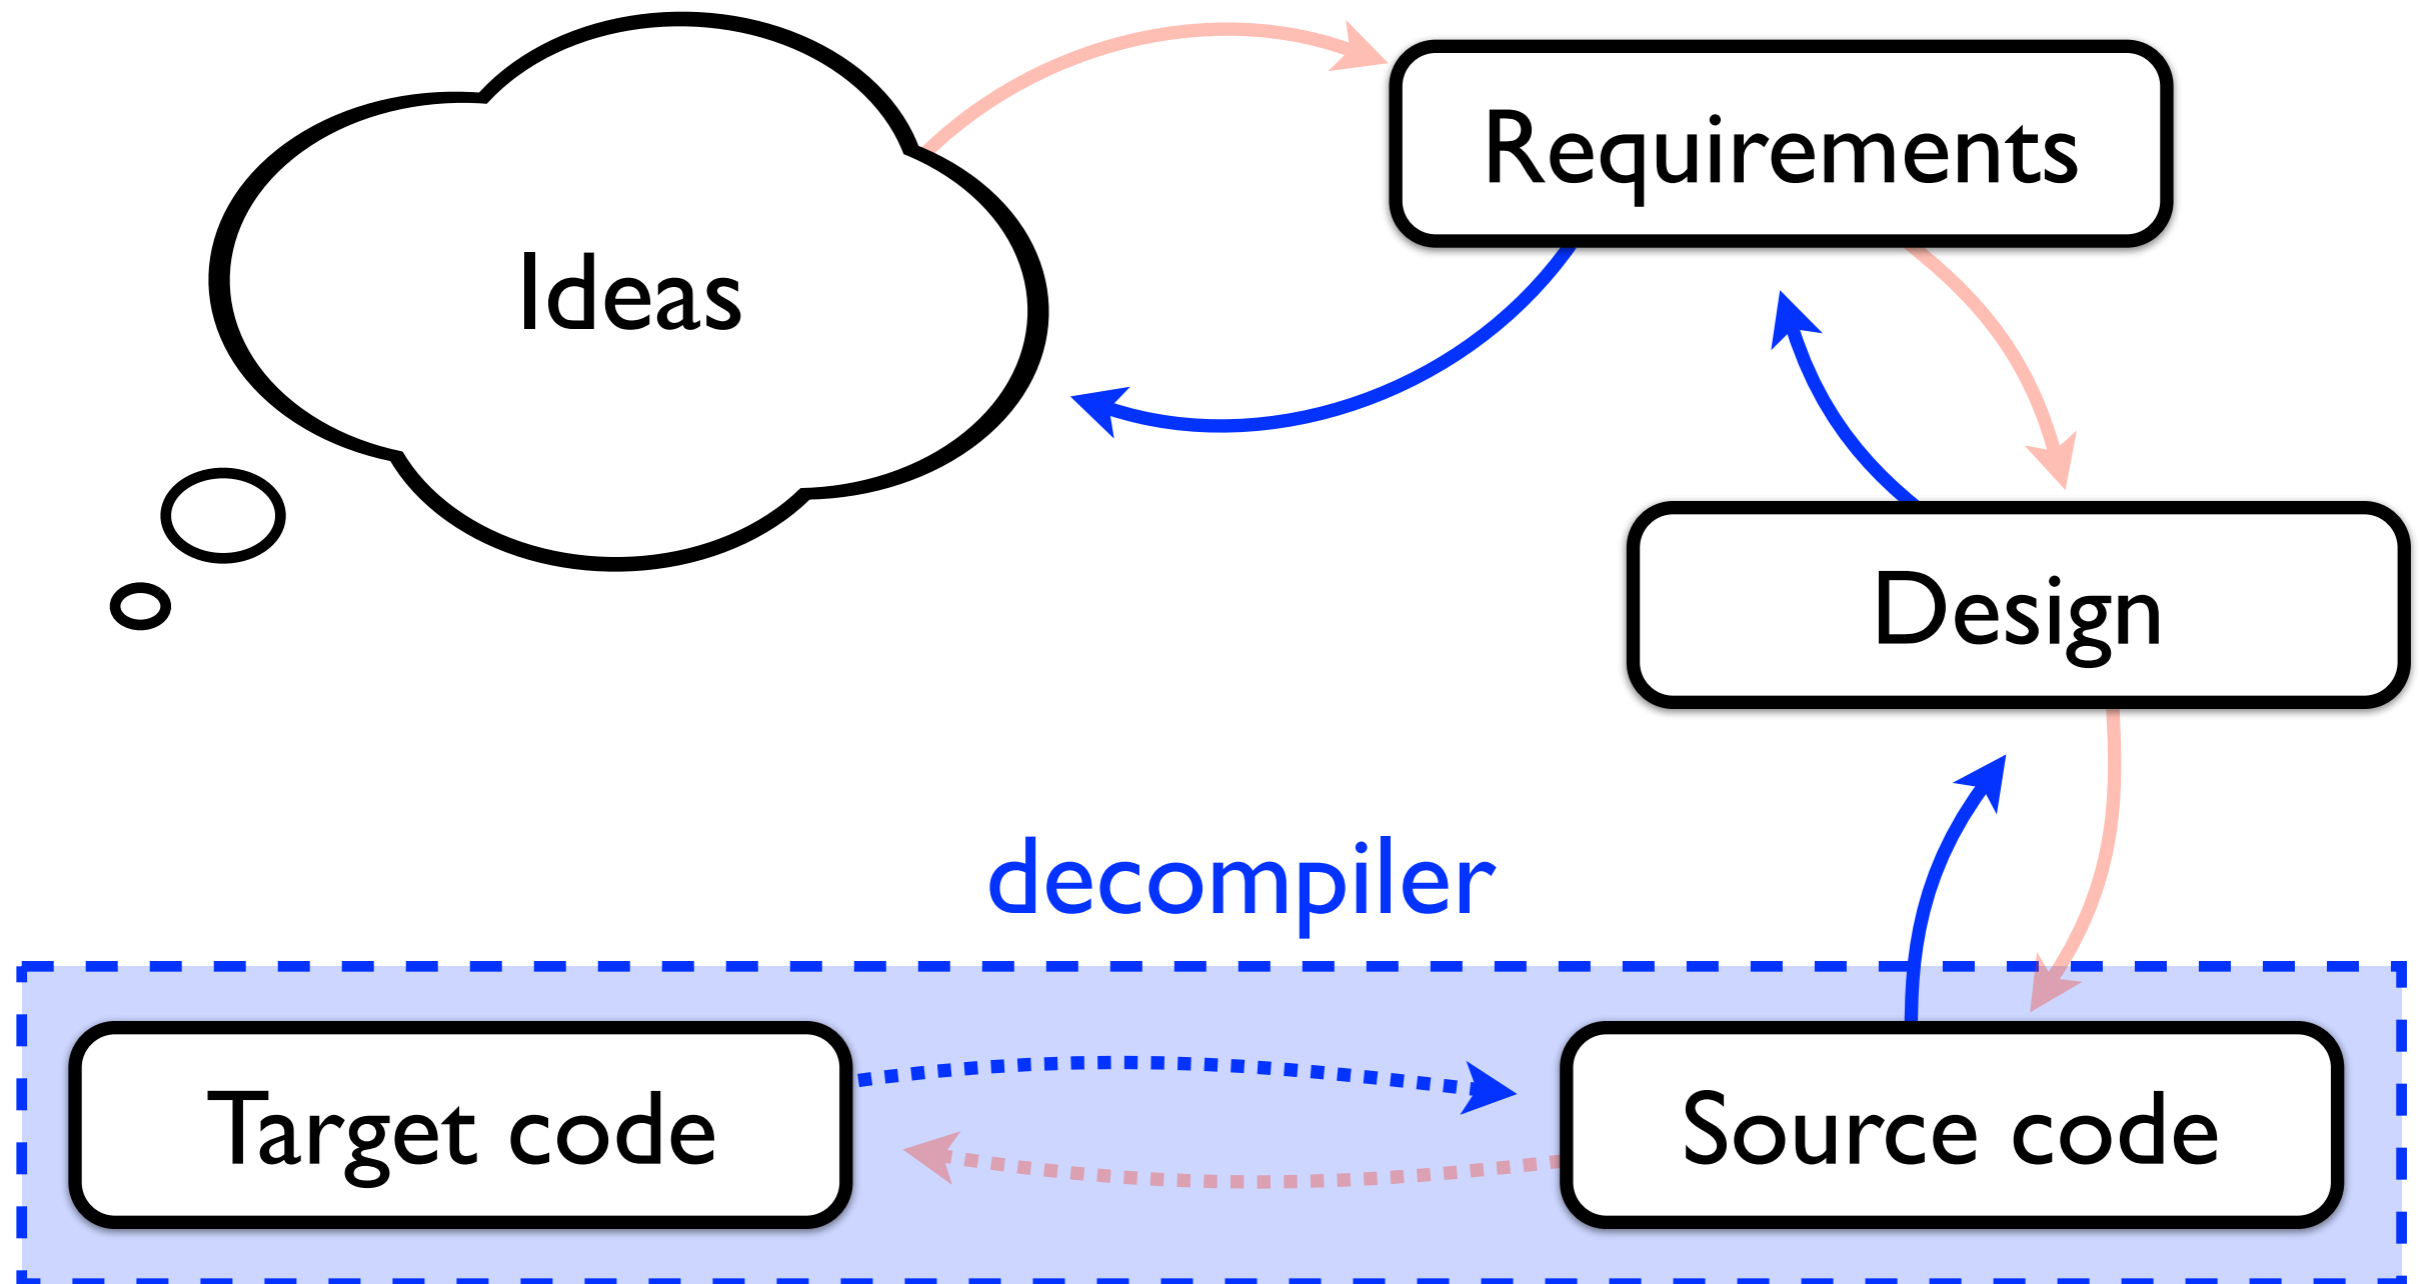 Requirements
Ideas
Design
decompiler
Target code
Source code